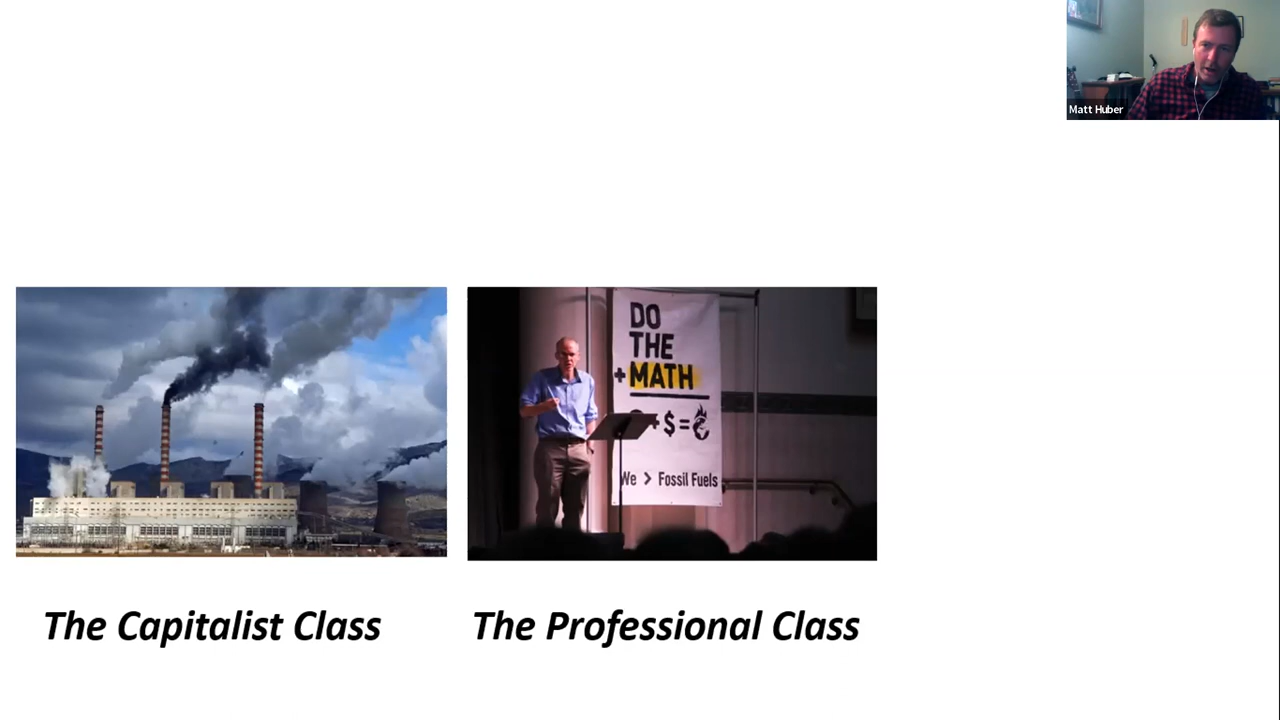 Matt Huber
DO
THE
+MATH
+$=
We > Fossil Fuels
The Capitalist Class
The Professional Class